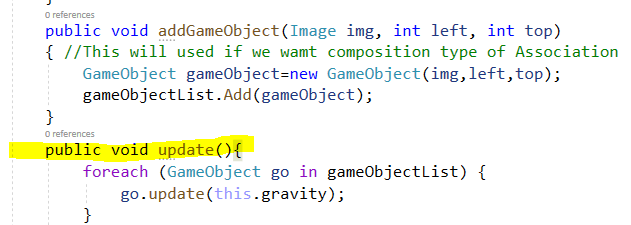 0 references
public void addGameObject(Image img, int left, int top)
{ //This will used if we wamt composition type of Association
GameObject gameObject=new GameObject(img,left,top);
gameObjectList.Add(gameObject);
}
0 references
public void update(){
foreach (GameObject go in gameObjectList) {
go.update(this.gravity);
}